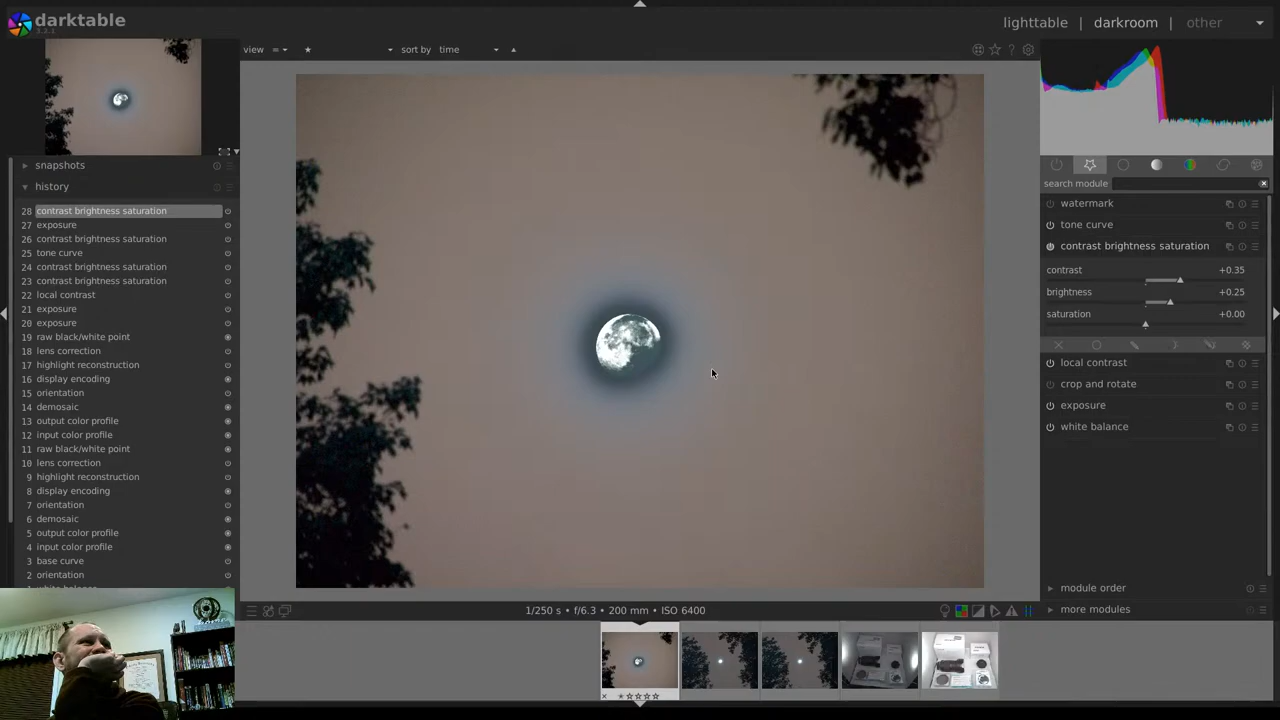 darktable
3.2.1
lighttable | darkroom | other
view
sort by time
snapshots
history
28 contrast brightness saturation
27 exposure
26 contrast brightness saturation
25 tone curve
24 contrast brightness saturation
23 contrast brightness saturation
22 local contrast
21 exposure
20 exposure
19 raw black/white point
18 lens correction
17 highlight reconstruction
16 display encoding
15 orientation
14 demosaic
13 output color profile
12 input color profile
11 raw black/white point
10 lens correction
9 highlight reconstruction
8 display encoding
7 orientation
6 demosaic
5 output color profile
4 input color profile
3 base curve
2 orientation
1/250 s • f/6.3 • 200 mm • ISO 6400
search module
watermark
tone curve
contrast brightness saturation
contrast +0.35
brightness +0.25
saturation +0.00
local contrast
crop and rotate
exposure
white balance
module order
more modules